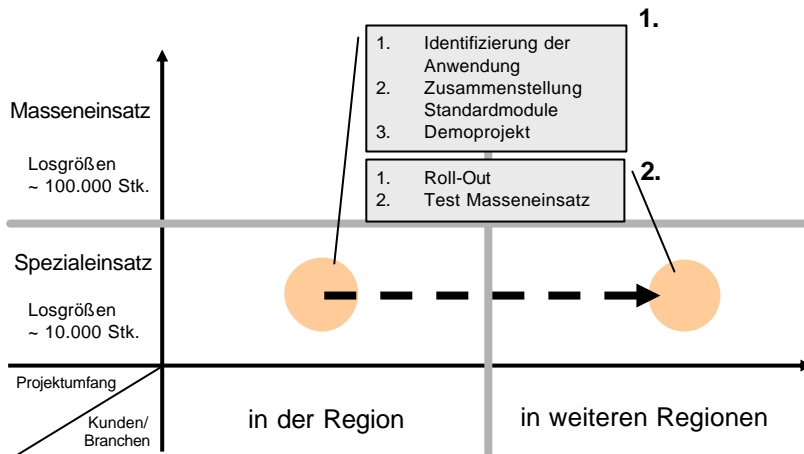 1.
1. Identifizierung der
Anwendung
2. Zusammenstellung
Standardmodule
3. Demoprojekt
Masseneinsatz
Losgrößen
~ 100.000 Stk.
2.
1. Roll-Out
2. Test Masseneinsatz
Spezialeinsatz
Losgrößen
~ 10.000 Stk.
Projektumfang
Kunden/
Branchen
in der Region
in weiteren Regionen